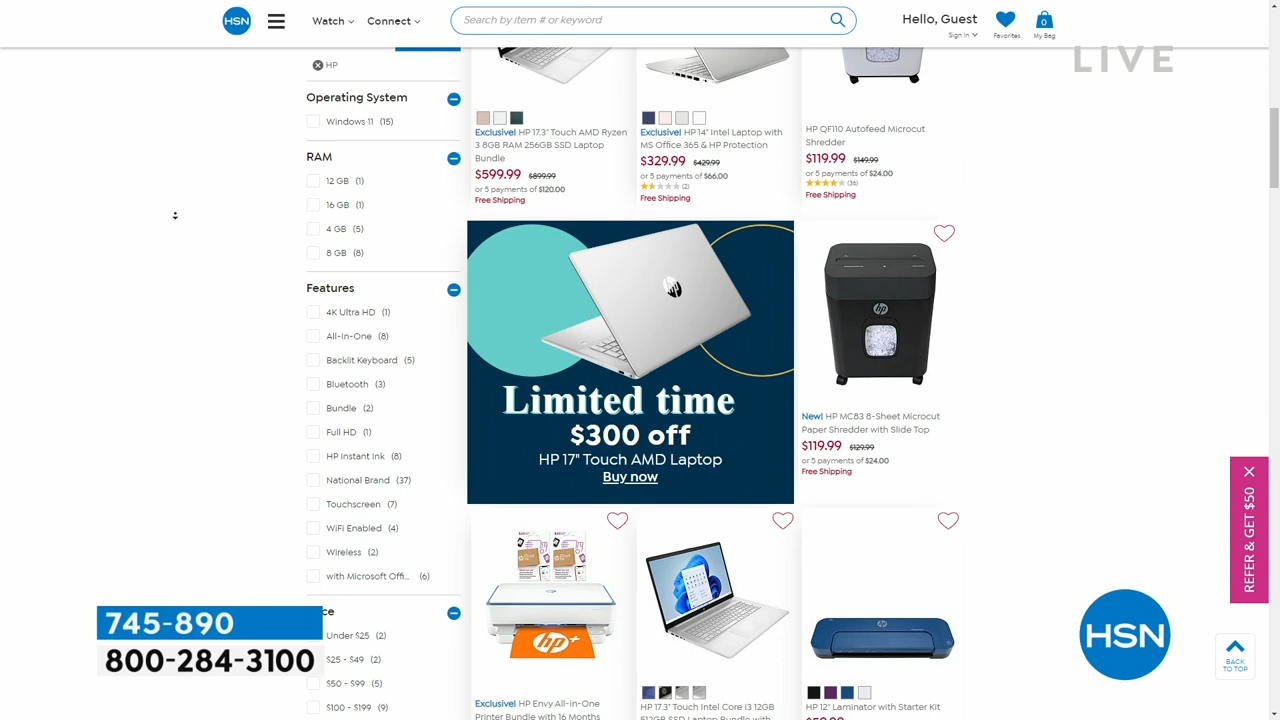 HSN
Watch
Connect
Search by item # or keyword
Hello, Guest
Sign In
Favorites
0
My Bag
LIVE
HP
Operating System
Windows 11 (15)
RAM
12 GB (1)
16 GB (1)
4 GB (5)
8 GB (8)
Features
4K Ultra HD (1)
All-In-One (8)
Backlit Keyboard (5)
Bluetooth (3)
Bundle (2)
Full HD (1)
HP Instant Ink (8)
National Brand (37)
Touchscreen (7)
WiFi Enabled (4)
Wireless (2)
with Microsoft Offi... (6)
ce
Under $25 (2)
$25 - $49 (2)
$50 - $99 (5)
$100 - $199 (9)
Exclusive! HP 17.3" Touch AMD Ryzen
3 8GB RAM 256GB SSD Laptop
Bundle
$599.99 $899.99
or 5 payments of $120.00
Free Shipping
Exclusive! HP 14" Intel Laptop with
MS Office 365 & HP Protection
$329.99 $429.99
or 5 payments of $66.00
(2)
Free Shipping
HP QF110 Autofeed Microcut
Shredder
$119.99 $149.99
or 5 payments of $24.00
(36)
Free Shipping
hp
Limited time
$300 off
HP 17" Touch AMD Laptop
Buy now
hp
New! HP MC83 8-Sheet Microcut
Paper Shredder with Slide Top
$119.99 $129.99
or 5 payments of $24.00
Free Shipping
hp+
Exclusive! HP Envy All-in-One
Printer Bundle with 16 Months
HP 17.3" Touch Intel Core i3 12GB
512GB SSD Laptop Bundle with
hp
HP 12" Laminator with Starter Kit
REFER & GET $50
745-890
800-284-3100
HSN
BACK
TO TOP